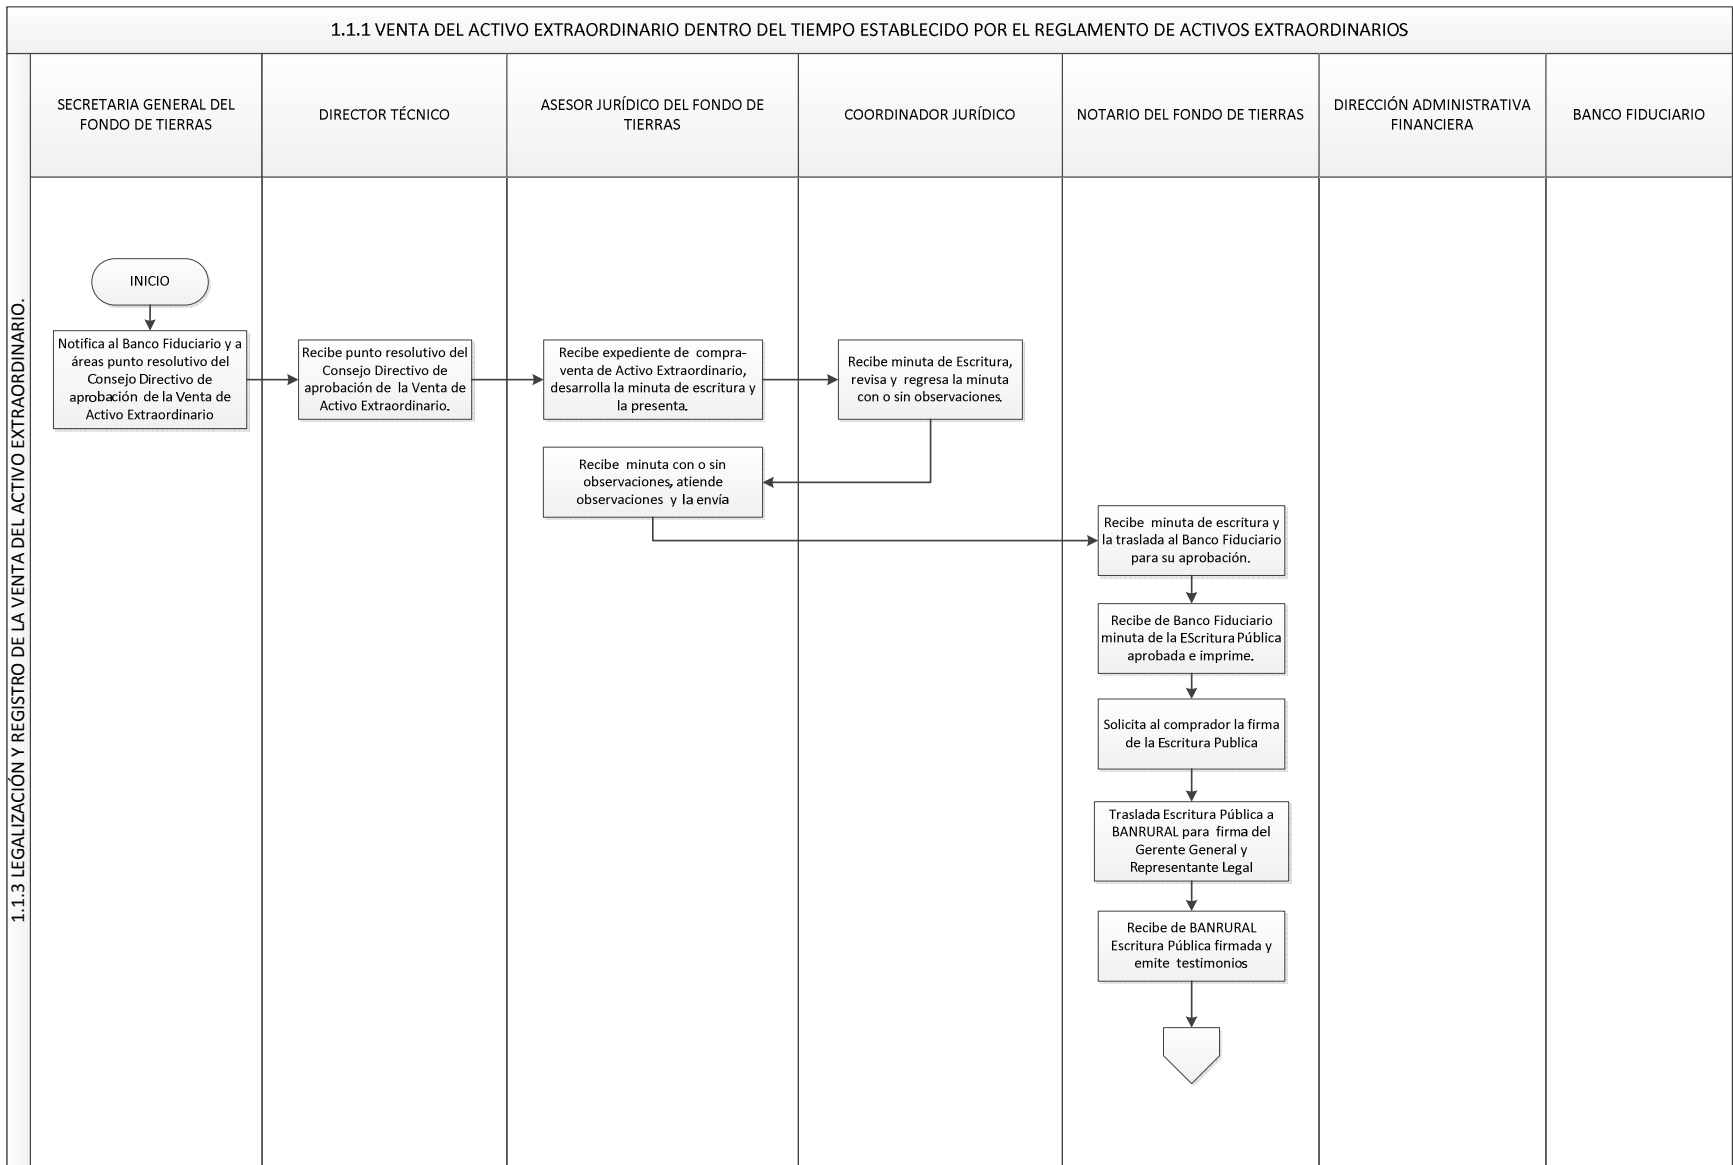 1.1.1 VENTA DEL ACTIVO EXTRAORDINARIO DENTRO DEL TIEMPO ESTABLECIDO POR EL REGLAMENTO DE ACTIVOS EXTRAORDINARIOS
1.1.3 LEGALIZACIÓN Y REGISTRO DE LA VENTA DEL ACTIVO EXTRAORDINARIO.
SECRETARIA GENERAL DEL
FONDO DE TIERRAS
DIRECTOR TÉCNICO
ASESOR JURÍDICO DEL FONDO DE
TIERRAS
COORDINADOR JURÍDICO
NOTARIO DEL FONDO DE TIERRAS
DIRECCIÓN ADMINISTRATIVA
FINANCIERA
BANCO FIDUCIARIO
INICIO
Notifica al Banco Fiduciario y a
áreas punto resolutivo del
Consejo Directivo de
aprobación de la Venta de
Activo Extraordinario
Recibe punto resolutivo del
Consejo Directivo de
aprobación de la Venta de
Activo Extraordinario.
Recibe expediente de compra-
venta de Activo Extraordinario,
desarrolla la minuta de escritura y
la presenta.
Recibe minuta de Escritura,
revisa y regresa la minuta
con o sin observaciones.
Recibe minuta con o sin
observaciones, atiende
observaciones y la envía
Recibe minuta de escritura y
la traslada al Banco Fiduciario
para su aprobación.
Recibe de Banco Fiduciario
minuta de la EScritura Pública
aprobada e imprime.
Solicita al comprador la firma
de la Escritura Publica
Traslada Escritura Pública a
BANRURAL para firma del
Gerente General y
Representante Legal
Recibe de BANRURAL
Escritura Pública firmada y
emite testimonios